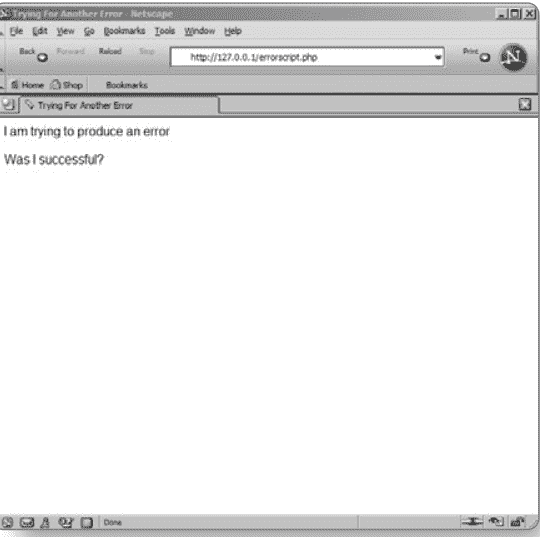 Trying For Another Error - Netscape
File Edit View Go Bookmarks Tools Window Help
Back Forward Reload Stop http://127.0.0.1/errorscript.php Print N
Home Shop Bookmarks
Trying For Another Error
I am trying to produce an error
Was I successful?
Done